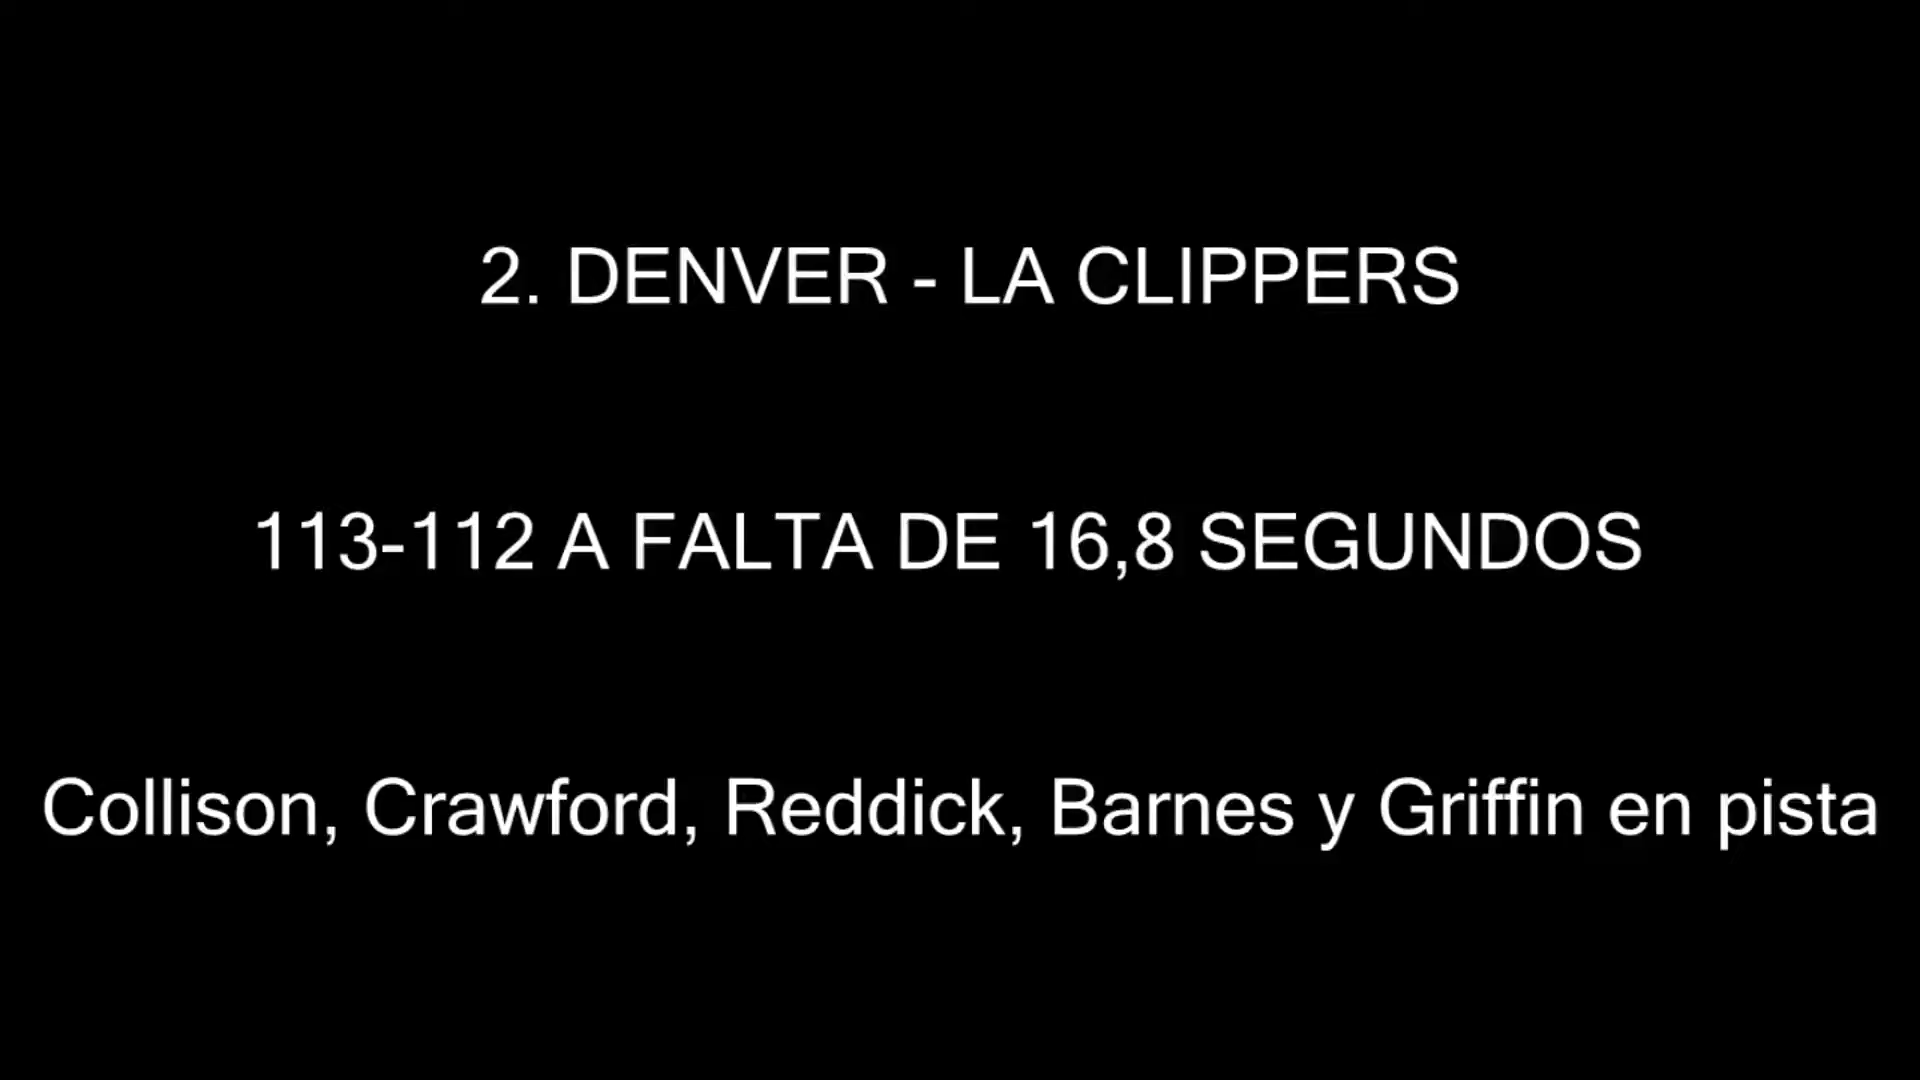 2. DENVER - LA CLIPPERS
113-112 A FALTA DE 16,8 SEGUNDOS
Collison, Crawford, Reddick, Barnes y Griffin en pista